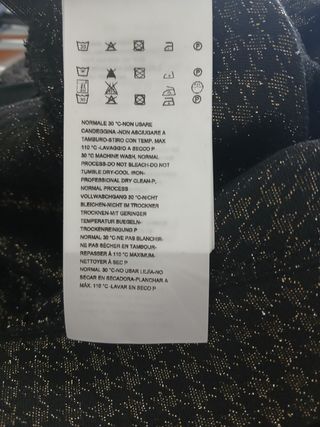 NORMALE 30 °C-NON USARE
CANDEGGINA -NON ASCIUGARE A
TAMBURO-STIRO CON TEMP. MAX
110 °C -LAVAGGIO A SECCO P
30 °C MACHINE WASH, NORMAL
PROCESS-DO NOT BLEACH-DO NOT
TUMBLE DRY-COOL IRON-
PROFESSIONAL DRY CLEAN-P,
NORMAL PROCESS
VOLLWASCHGANG 30 °C-NICHT
BLEICHEN-NICHT IM TROCKNER
TROCKNEN-MIT GERINGER
TEMPERATUR BUEGELN-
TROCKENREINIGUNG P
NORMAL 30 °C-NE PAS BLANCHIR-
NE PAS SÈCHER EN TAMBOUR-
REPASSER À 110 °C MAXIMUM-
NETTOYER À SEC P
NORMAL 30 °C-NO USAR LEJIA-NO
SECAR EN SECADORA-PLANCHAR A
MÁX. 110 °C -LAVAR EN SECO P